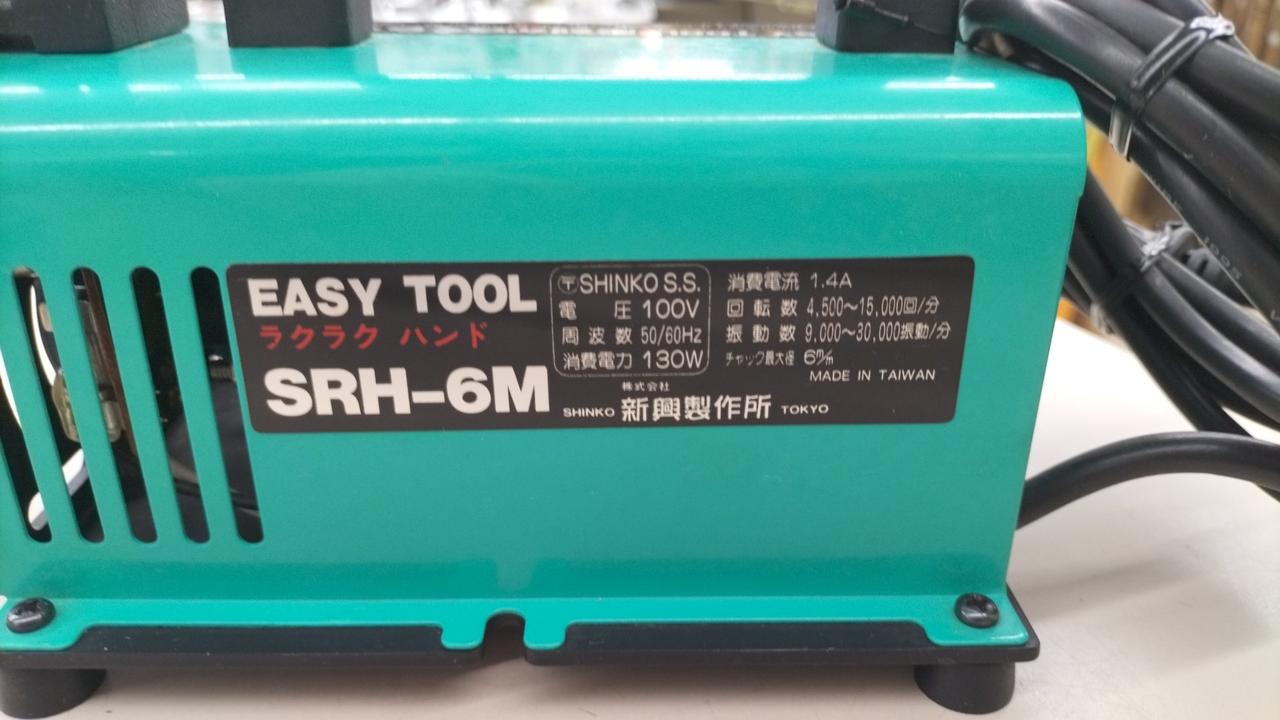 EASY TOOL
ラクラク ハンド
SRH-6M
〒 SHINKO S.S.
電圧 100V
周波数 50/60Hz
消費電力 130W
消費電流 1.4A
回転数 4,500〜15,000回/分
振動数 9,000〜30,000振動/分
チャック最大径 6m/m
MADE IN TAIWAN
株式会社
SHINKO 新興製作所 TOKYO